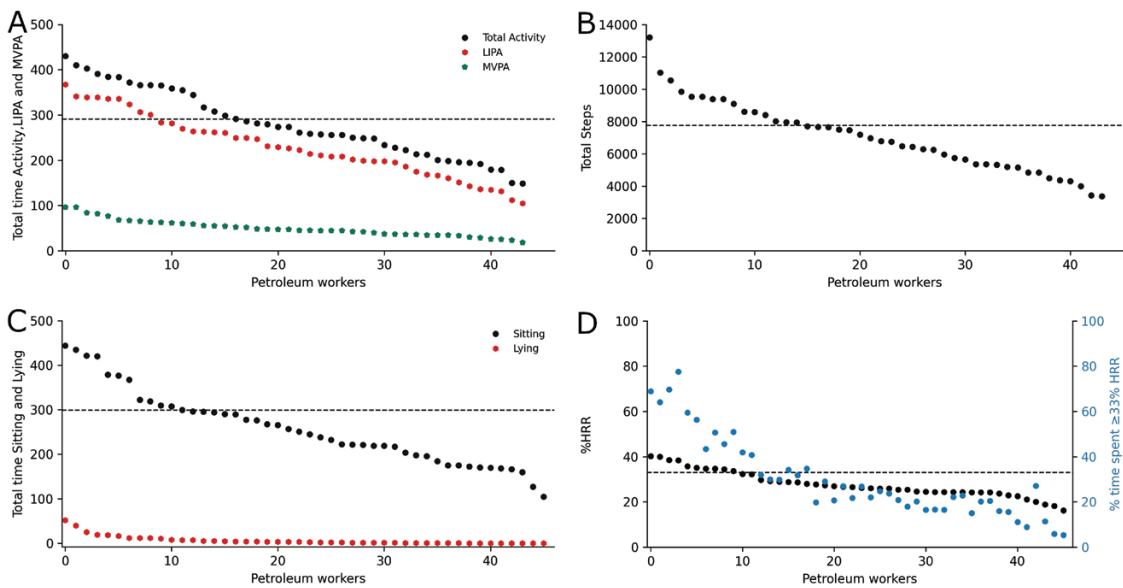 A
500
400
300
200
100
0
Total time Activity,LIPA and MVPA
Total Activity
LIPA
MVPA
0 10 20 30 40
Petroleum workers
B
14000
12000
10000
8000
6000
4000
2000
0
Total Steps
0 10 20 30 40
Petroleum workers
C
500
400
300
200
100
0
Total time Sitting and Lying
Sitting
Lying
0 10 20 30 40
Petroleum workers
D
100
80
60
40
20
0
%HRR
100
80
60
40
20
0
% time spent ≥33% HRR
0 10 20 30 40
Petroleum workers